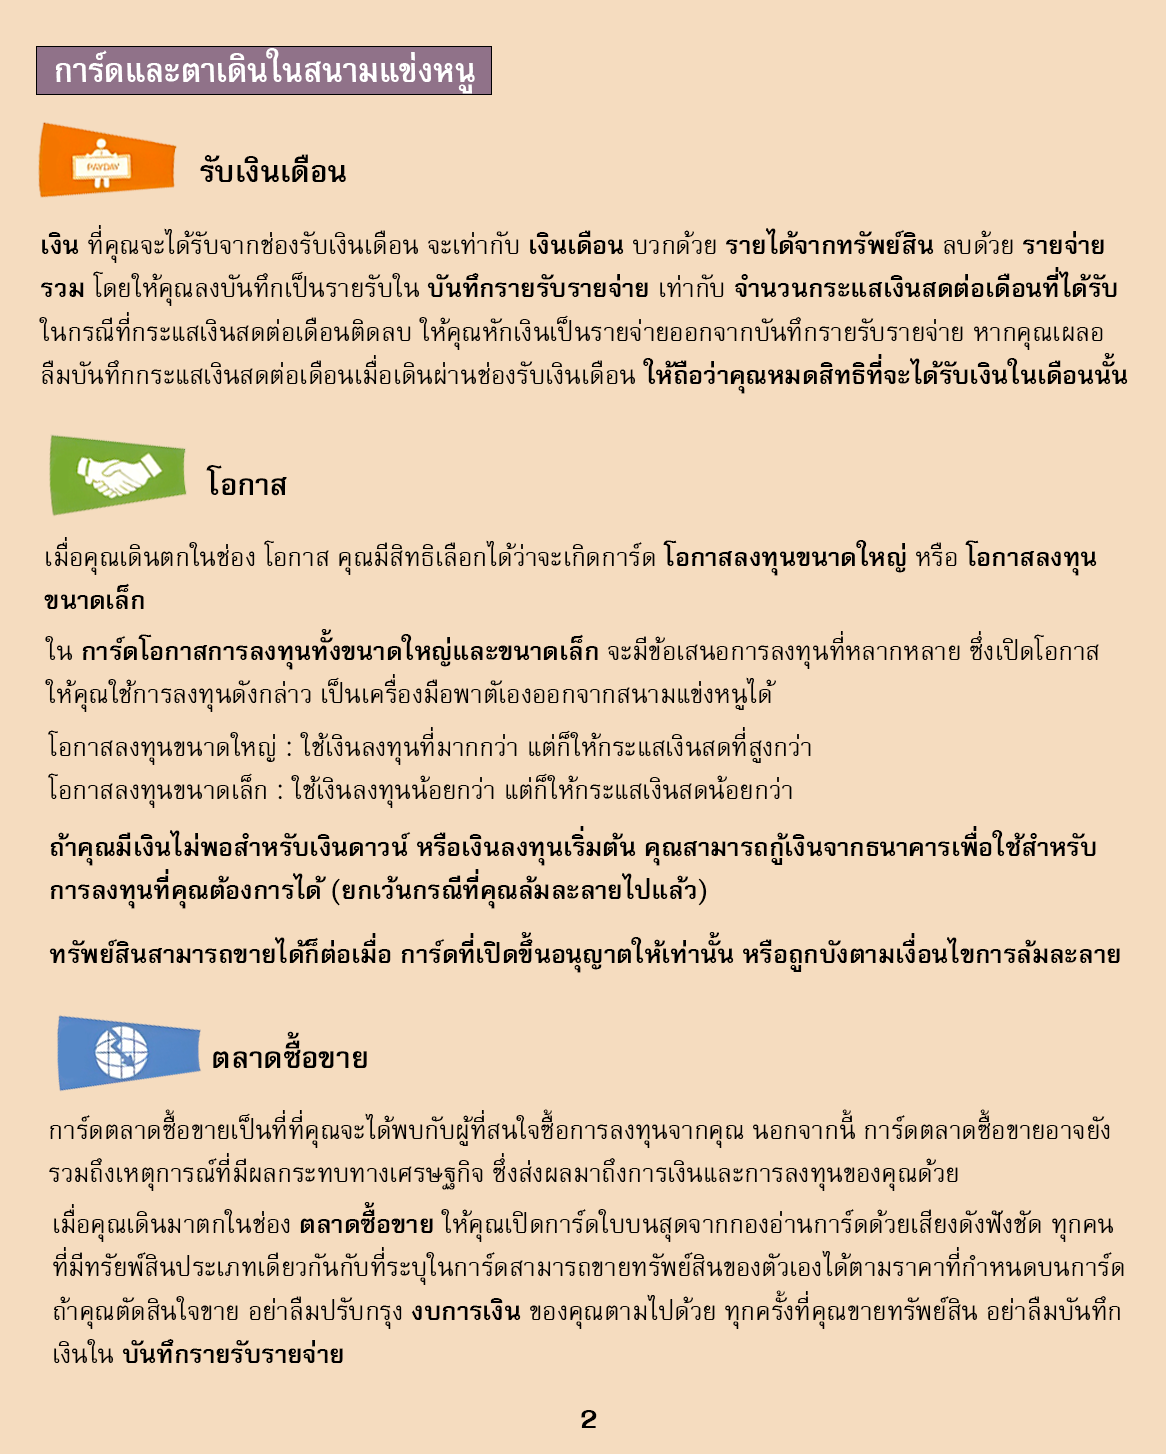 การ์ดและตาเดินในสนามแข่งหนู
PAYDAY
รับเงินเดือน
เงิน ที่คุณจะได้รับจากช่องรับเงินเดือน จะเท่ากับ เงินเดือน บวกด้วย รายได้จากทรัพย์สิน ลบด้วย รายจ่าย
รวม โดยให้คุณลงบันทึกเป็นรายรับใน บันทึกรายรับรายจ่าย เท่ากับ จำนวนกระแสเงินสดต่อเดือนที่ได้รับ
ในกรณีที่กระแสเงินสดต่อเดือนติดลบ ให้คุณหักเงินเป็นรายจ่ายออกจากบันทึกรายรับรายจ่าย หากคุณเผลอ
ลืมบันทึกกระแสเงินสดต่อเดือนเมื่อเดินผ่านช่องรับเงินเดือน ให้ถือว่าคุณหมดสิทธิที่จะได้รับเงินในเดือนนั้น
โอกาส
เมื่อคุณเดินตกในช่อง โอกาส คุณมีสิทธิเลือกได้ว่าจะเกิดการ์ด โอกาสลงทุนขนาดใหญ่ หรือ โอกาสลงทุน
ขนาดเล็ก
ใน การ์ดโอกาสการลงทุนทั้งขนาดใหญ่และขนาดเล็ก จะมีข้อเสนอการลงทุนที่หลากหลาย ซึ่งเปิดโอกาส
ให้คุณใช้การลงทุนดังกล่าว เป็นเครื่องมือพาตัเองออกจากสนามแข่งหนูได้
โอกาสลงทุนขนาดใหญ่ : ใช้เงินลงทุนที่มากกว่า แต่ก็ให้กระแสเงินสดที่สูงกว่า
โอกาสลงทุนขนาดเล็ก : ใช้เงินลงทุนน้อยกว่า แต่ก็ให้กระแสเงินสดน้อยกว่า
ถ้าคุณมีเงินไม่พอสำหรับเงินดาวน์ หรือเงินลงทุนเริ่มต้น คุณสามารถกู้เงินจากธนาคารเพื่อใช้สำหรับ
การลงทุนที่คุณต้องการได้ (ยกเว้นกรณีที่คุณล้มละลายไปแล้ว)
ทรัพย์สินสามารถขายได้ก็ต่อเมื่อ การ์ดที่เปิดขึ้นอนุญาตให้เท่านั้น หรือถูกบังตามเงื่อนไขการล้มละลาย
ตลาดซื้อขาย
การ์ดตลาดซื้อขายเป็นที่ที่คุณจะได้พบกับผู้ที่สนใจซื้อการลงทุนจากคุณ นอกจากนี้ การ์ดตลาดซื้อขายอาจยัง
รวมถึงเหตุการณ์ที่มีผลกระทบทางเศรษฐกิจ ซึ่งส่งผลมาถึงการเงินและการลงทุนของคุณด้วย
เมื่อคุณเดินมาตกในช่อง ตลาดซื้อขาย ให้คุณเปิดการ์ดใบบนสุดจากกองอ่านการ์ดด้วยเสียงดังฟังชัด ทุกคน
ที่มีทรัยพ์สินประเภทเดียวกันกับที่ระบุในการ์ดสามารถขายทรัพย์สินของตัวเองได้ตามราคาที่กำหนดบนการ์ด
ถ้าคุณตัดสินใจขาย อย่าลืมปรับกรุง งบการเงิน ของคุณตามไปด้วย ทุกครั้งที่คุณขายทรัพย์สิน อย่าลืมบันทึก
เงินใน บันทึกรายรับรายจ่าย
2